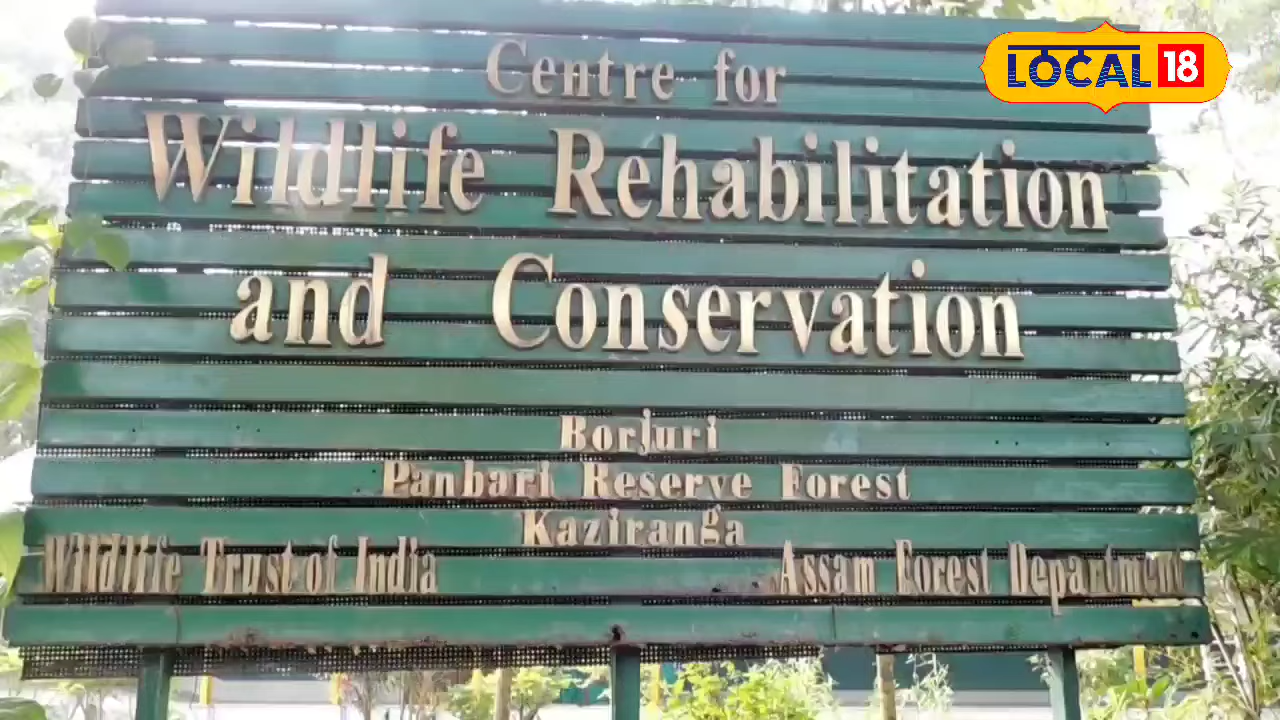 LOCAL 18
Centre for
Wildlife Rehabilitation
and Conservation
Borjuri
Panbari Reserve Forest
Kaziranga
Wildlife Trust of India
Assam Forest Department